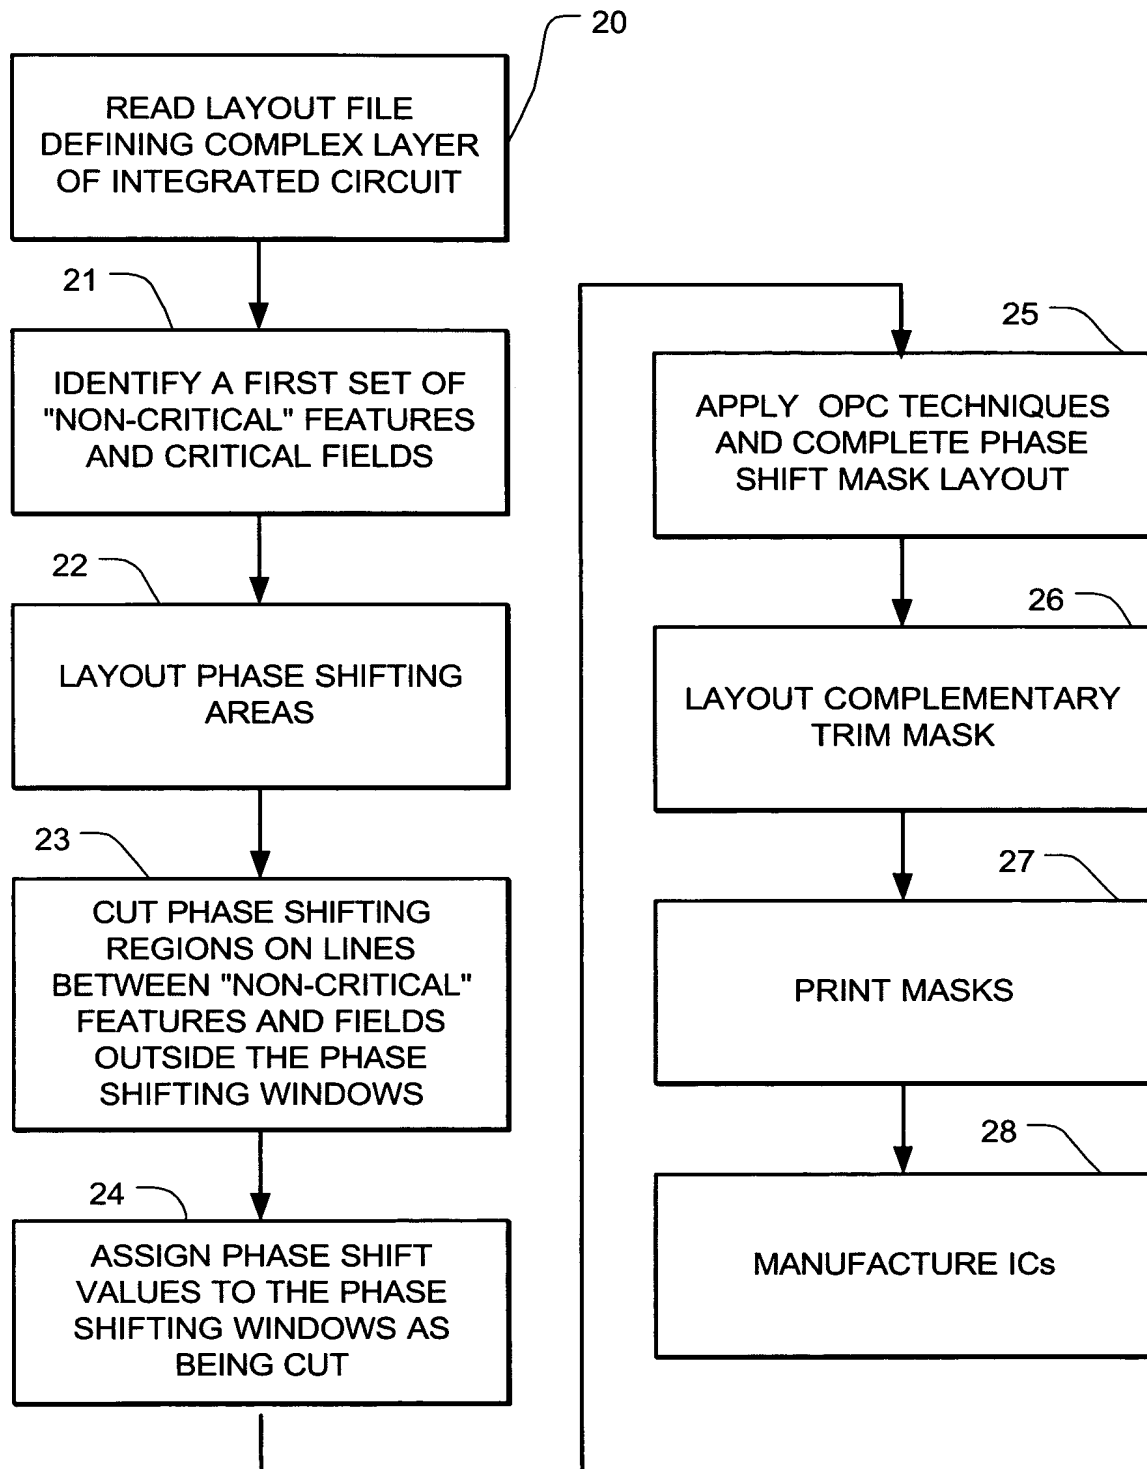 20
READ LAYOUT FILE
DEFINING COMPLEX LAYER
OF INTEGRATED CIRCUIT
21
IDENTIFY A FIRST SET OF
"NON-CRITICAL" FEATURES
AND CRITICAL FIELDS
22
LAYOUT PHASE SHIFTING
AREAS
23
CUT PHASE SHIFTING
REGIONS ON LINES
BETWEEN "NON-CRITICAL"
FEATURES AND FIELDS
OUTSIDE THE PHASE
SHIFTING WINDOWS
24
ASSIGN PHASE SHIFT
VALUES TO THE PHASE
SHIFTING WINDOWS AS
BEING CUT
25
APPLY OPC TECHNIQUES
AND COMPLETE PHASE
SHIFT MASK LAYOUT
26
LAYOUT COMPLEMENTARY
TRIM MASK
27
PRINT MASKS
28
MANUFACTURE ICs